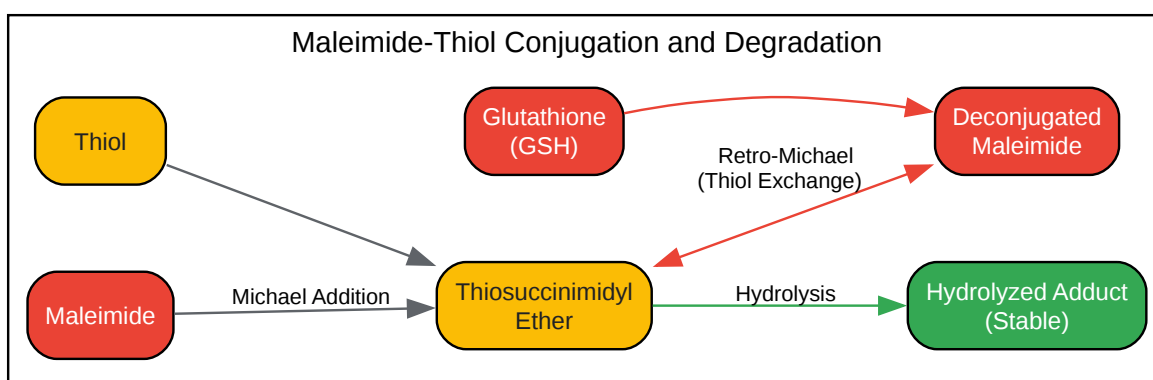 Maleimide-Thiol Conjugation and Degradation
Thiol
Glutathione
(GSH)
Deconjugated
Maleimide
Retro-Michael
(Thiol Exchange)
Maleimide
Michael Addition
Thiosuccinimidyl
Ether
Hydrolysis
Hydrolyzed Adduct
(Stable)